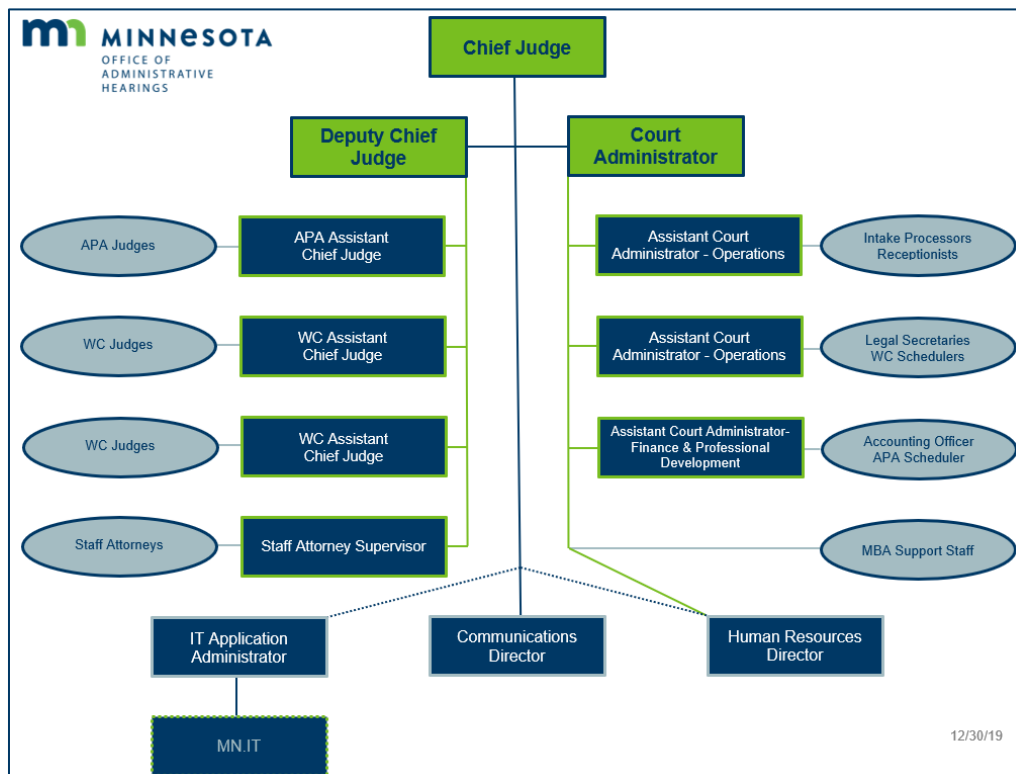 mn MINNESOTA
OFFICE OF
ADMINISTRATIVE
HEARINGS
Chief Judge
Deputy Chief
Judge
Court
Administrator
APA Judges
APA Assistant
Chief Judge
Assistant Court
Administrator - Operations
Intake Processors
Receptionists
WC Judges
WC Assistant
Chief Judge
Assistant Court
Administrator - Operations
Legal Secretaries
WC Schedulers
WC Judges
WC Assistant
Chief Judge
Assistant Court Administrator-
Finance & Professional
Development
Accounting Officer
APA Scheduler
Staff Attorneys
Staff Attorney Supervisor
MBA Support Staff
IT Application
Administrator
Communications
Director
Human Resources
Director
MN.IT
12/30/19